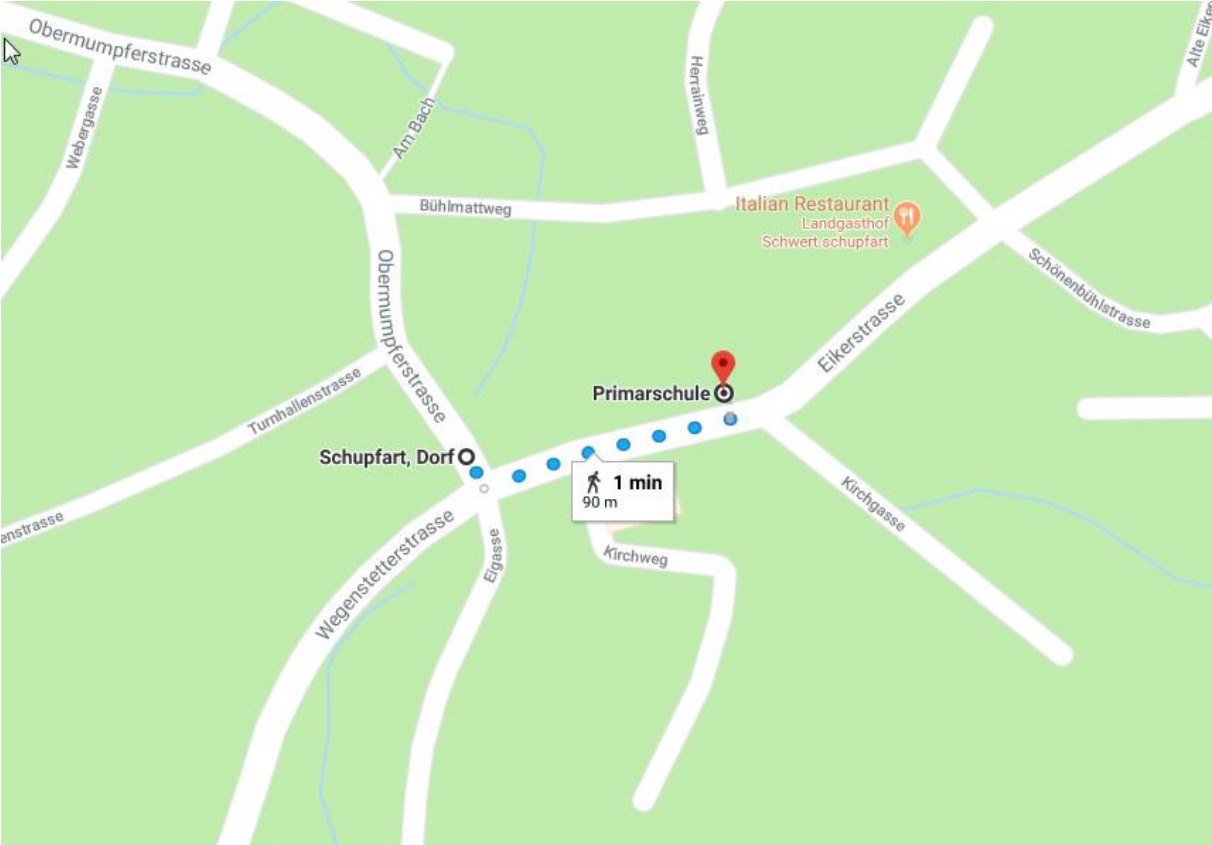 Obermumpferstrasse
Alte Eike
Webergasse
Am Bach
Herrainweg
Bühlmattweg
Italian Restaurant
Landgasthof
Schwert.schupfart
Obermumpferstrasse
Schönenbühlstrasse
Eikerstrasse
Turnhallenstrasse
Primarschule
Schupfart, Dorf
1 min
90 m
Kirchgasse
enstrasse
Wegenstetterstrasse
Eigasse
Kirchweg